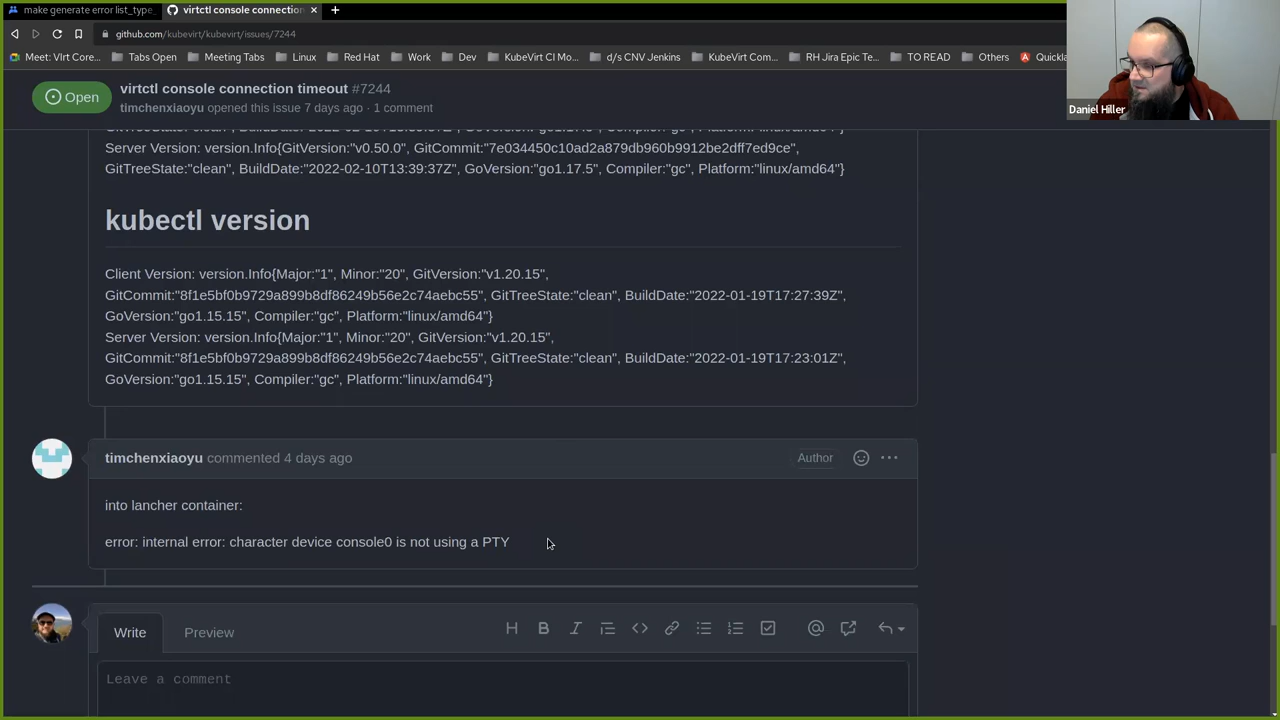 make generate error list_type
virtctl console connection
github.com/kubevirt/kubevirt/issues/7244
Meet: VIrt Core...
Tabs Open
Meeting Tabs
Linux
Red Hat
Work
Dev
KubeVirt CI Mo...
d/s CNV Jenkins
KubeVirt Com...
RH Jira Epic Te...
TO READ
Others
Quickla
Daniel Hiller
Open
virtctl console connection timeout #7244
timchenxiaoyu opened this issue 7 days ago · 1 comment
Server Version: version.Info{GitVersion:"v0.50.0", GitCommit:"7e034450c10ad2a879db960b9912be2dff7ed9ce",
GitTreeState:"clean", BuildDate:"2022-02-10T13:39:37Z", GoVersion:"go1.17.5", Compiler:"gc", Platform:"linux/amd64"}
kubectl version
Client Version: version.Info{Major:"1", Minor:"20", GitVersion:"v1.20.15",
GitCommit:"8f1e5bf0b9729a899b8df86249b56e2c74aebc55", GitTreeState:"clean", BuildDate:"2022-01-19T17:27:39Z",
GoVersion:"go1.15.15", Compiler:"gc", Platform:"linux/amd64"}
Server Version: version.Info{Major:"1", Minor:"20", GitVersion:"v1.20.15",
GitCommit:"8f1e5bf0b9729a899b8df86249b56e2c74aebc55", GitTreeState:"clean", BuildDate:"2022-01-19T17:23:01Z",
GoVersion:"go1.15.15", Compiler:"gc", Platform:"linux/amd64"}
timchenxiaoyu commented 4 days ago
Author
into lancher container:
error: internal error: character device console0 is not using a PTY
Write
Preview
Leave a comment